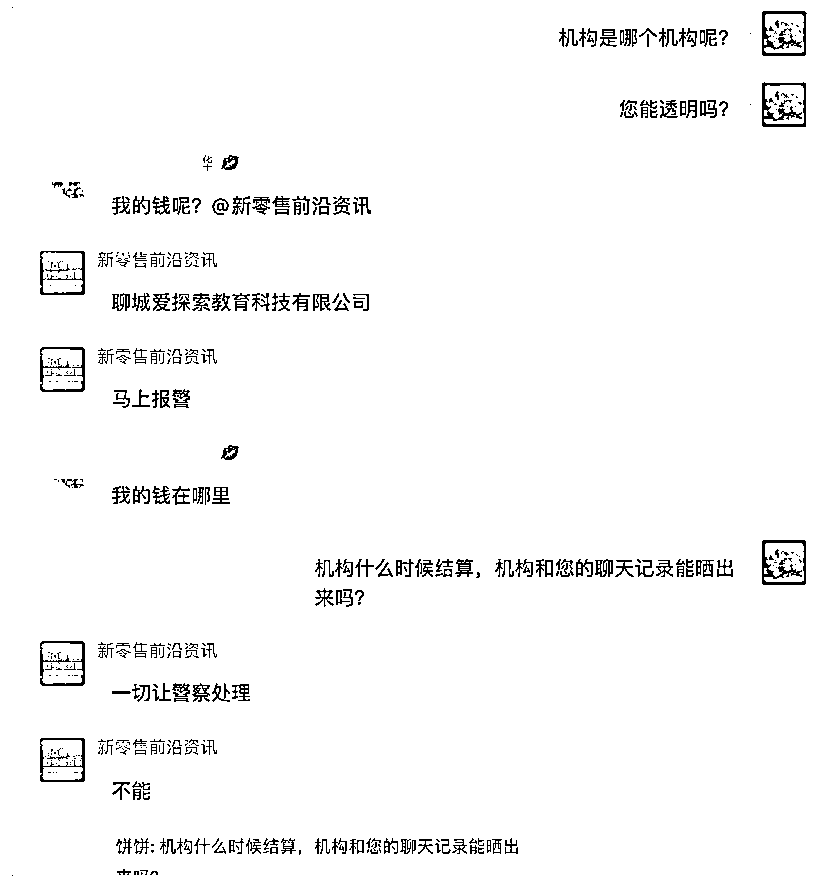 机构是哪个机构呢？
您能透明吗？
华
我的钱呢？@新零售前沿资讯
新零售前沿资讯
聊城爱探索教育科技有限公司
新零售前沿资讯
马上报警
我的钱在哪里
机构什么时候结算，机构和您的聊天记录能晒出
来吗？
新零售前沿资讯
一切让警察处理
新零售前沿资讯
不能
饼饼: 机构什么时候结算，机构和您的聊天记录能晒出
来吗？